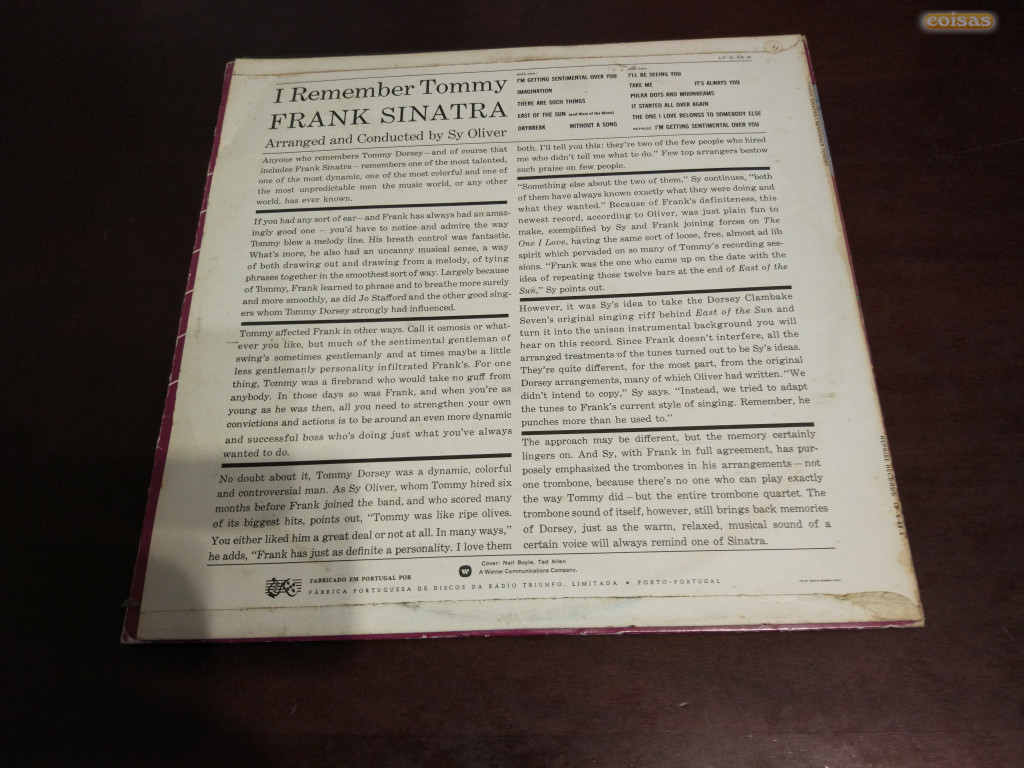 coisas
I Remember Tommy
FRANK SINATRA
Arranged and Conducted by Sy Oliver
I'M GETTING SENTIMENTAL OVER YOU
IMAGINATION
THERE ARE SUCH THINGS
EAST OF THE SUN (and West of the Moon)
DAYBREAK WITHOUT A SONG
I'LL BE SEEING YOU
TAKE ME IT'S ALWAYS YOU
POLKA DOTS AND MOONBEAMS
IT STARTED ALL OVER AGAIN
THE ONE I LOVE BELONGS TO SOMEBODY ELSE
REPRISE I'M GETTING SENTIMENTAL OVER YOU
Anyone who remembers Tommy Dorsey—and of course that
includes Frank Sinatra—remembers one of the most talented,
one of the most dynamic, one of the most colorful and one of
the most unpredictable men the music world, or any other
world, has ever known.
If you had any sort of ear—and Frank has always had an amaz-
ingly good one — you'd have to notice and admire the way
Tommy blew a melody line. His breath control was fantastic.
What's more, he also had an uncanny musical sense, a way
of both drawing out and drawing from a melody, of tying
phrases together in the smoothest sort of way. Largely because
of Tommy, Frank learned to phrase and to breathe more surely
and more smoothly, as did Jo Stafford and the other good sing-
ers whom Tommy Dorsey strongly had influenced.
Tommy affected Frank in other ways. Call it osmosis or what-
ever you like, but much of the sentimental gentleman of
swing's sometimes gentlemanly and at times maybe a little
less gentlemanly personality infiltrated Frank's. For one
thing, Tommy was a firebrand who would take no guff from
anybody. In those days so was Frank, and when you're as
young as he was then, all you need to strengthen your own
convictions and actions is to be around an even more dynamic
and successful boss who's doing just what you've always
wanted to do.
No doubt about it, Tommy Dorsey was a dynamic, colorful
and controversial man. As Sy Oliver, whom Tommy hired six
months before Frank joined the band, and who scored many
of its biggest hits, points out, "Tommy was like ripe olives.
You either liked him a great deal or not at all. In many ways,"
he adds, "Frank has just as definite a personality. I love them
both. I'll tell you this: they're two of the few people who hired
me who didn't tell me what to do." Few top arrangers bestow
such praise on few people.
"Something else about the two of them," Sy continues, "both
of them have always known exactly what they were doing and
what they wanted." Because of Frank's definiteness, this
newest record, according to Oliver, was just plain fun to
make, exemplified by Sy and Frank joining forces on The
One I Love, having the same sort of loose, free, almost ad lib
spirit which pervaded on so many of Tommy's recording ses-
sions. "Frank was the one who came up on the date with the
idea of repeating those twelve bars at the end of East of the
Sun," Sy points out.
However, it was Sy's idea to take the Dorsey Clambake
Seven's original singing riff behind East of the Sun and
turn it into the unison instrumental background you will
hear on this record. Since Frank doesn't interfere, all the
arranged treatments of the tunes turned out to be Sy's ideas.
They're quite different, for the most part, from the original
Dorsey arrangements, many of which Oliver had written. "We
didn't intend to copy," Sy says. "Instead, we tried to adapt
the tunes to Frank's current style of singing. Remember, he
punches more than he used to."
The approach may be different, but the memory certainly
lingers on. And Sy, with Frank in full agreement, has pur-
posely emphasized the trombones in his arrangements — not
one trombone, because there's no one who can play exactly
the way Tommy did — but the entire trombone quartet. The
trombone sound of itself, however, still brings back memories
of Dorsey, just as the warm, relaxed, musical sound of a
certain voice will always remind one of Sinatra.
Cover: Neil Boyle, Ted Allen
A Warner Communications Company.
FABRICADO EM PORTUGAL POR
FÁBRICA PORTUGUESA DE DISCOS DA RÁDIO TRIUNFO, LIMITADA • PORTO-PORTUGAL
REPRISE RECORDS